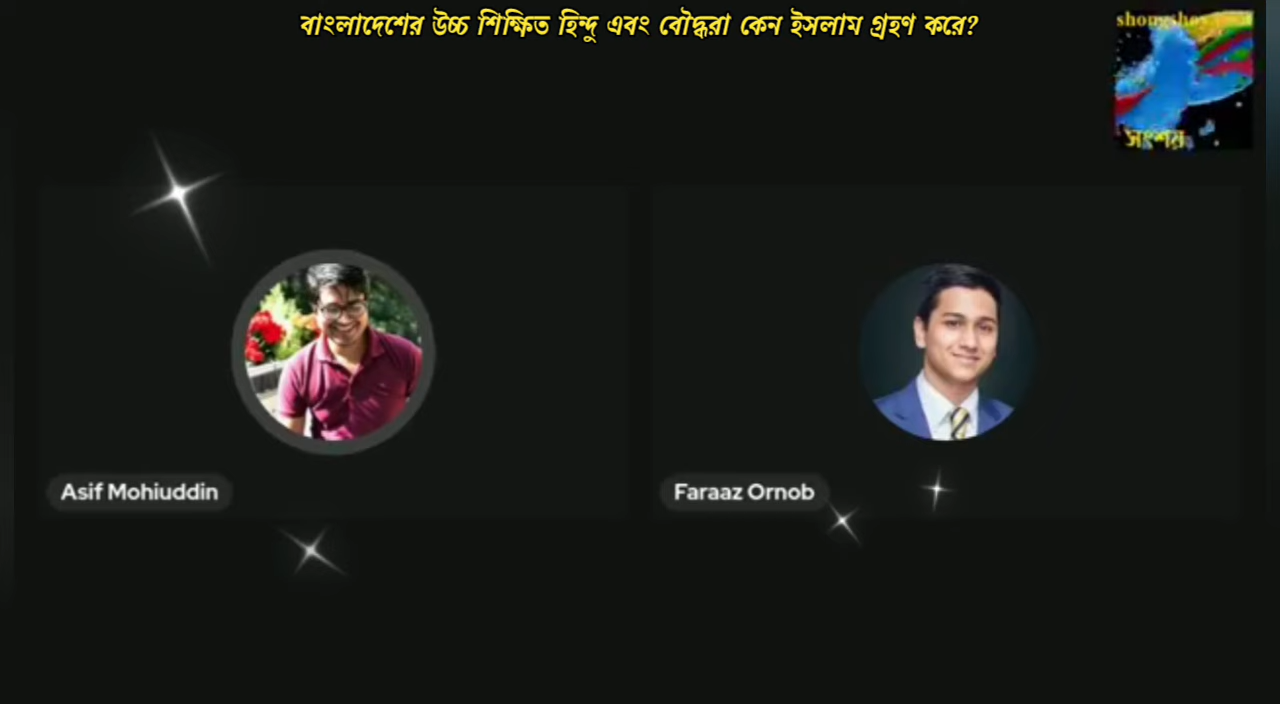 বাংলাদেশের উচ্চ শিক্ষিত হিন্দু এবং বৌদ্ধরা কেন ইসলাম গ্রহণ করে?
সংশয়
Asif Mohiuddin
Faraaz Ornob